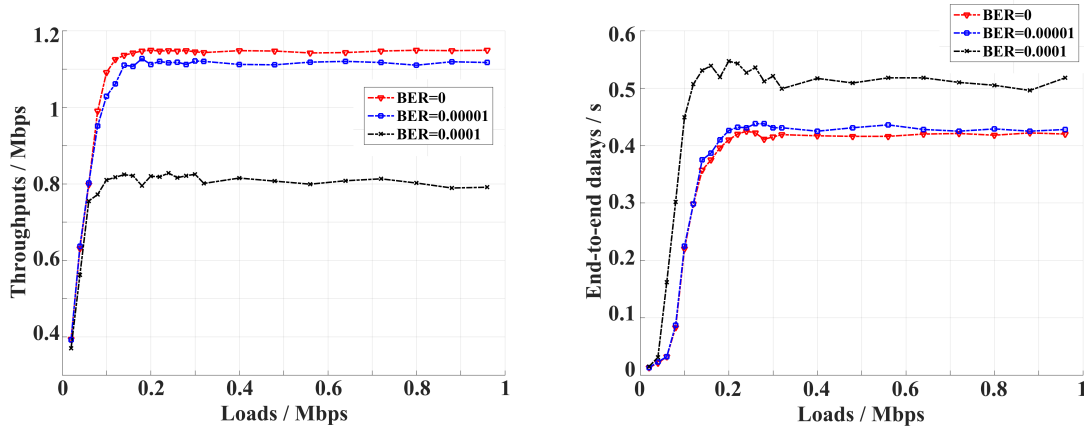 1.2
1
0.8
0.6
0.4
0 0.2 0.4 0.6 0.8 1
Throughputs / Mbps
Loads / Mbps
BER=0
BER=0.00001
BER=0.0001
0.6
0.5
0.4
0.3
0.2
0.1
0
0 0.2 0.4 0.6 0.8 1
End-to-end dalays / s
Loads / Mbps
BER=0
BER=0.00001
BER=0.0001